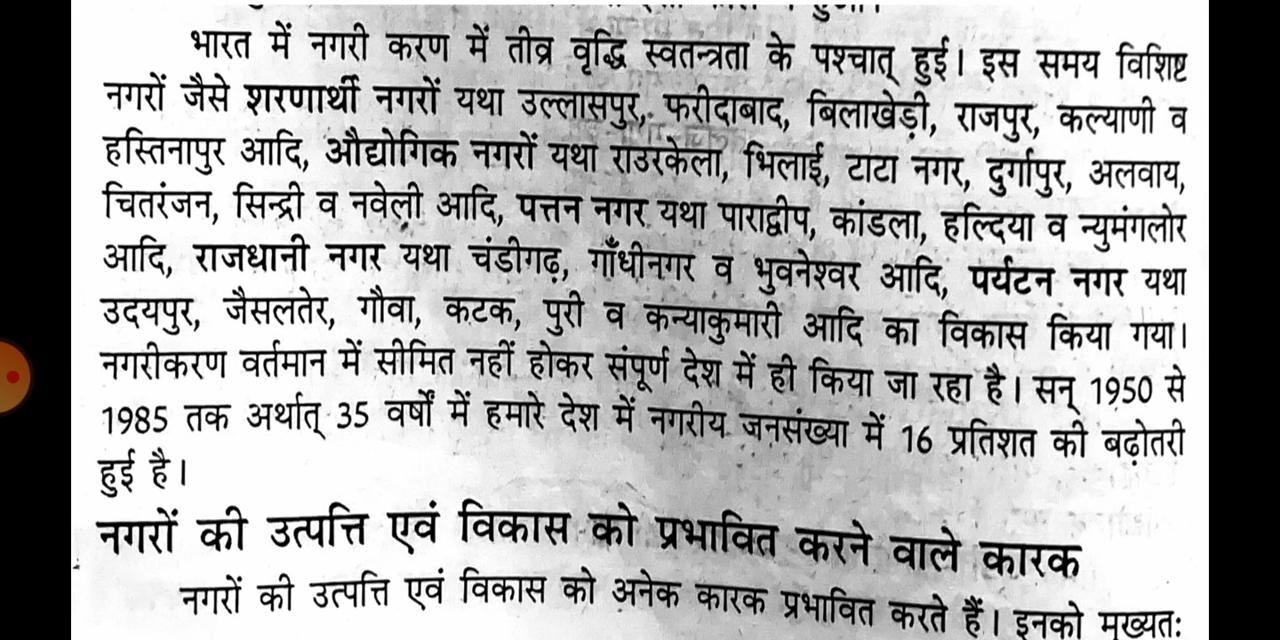 भारत में नगरी करण में तीव्र वृद्धि स्वतन्त्रता के पश्चात् हुई। इस समय विशिष्ट
नगरों जैसे शरणार्थी नगरों यथा उल्लासपुर, फरीदाबाद, बिलाखेड़ी, राजपुर, कल्याणी व
हस्तिनापुर आदि, औद्योगिक नगरों यथा राउरकेला, भिलाई, टाटा नगर, दुर्गापुर, अलवाय,
चितरंजन, सिन्द्री व नवेली आदि, पत्तन नगर यथा पाराद्वीप, कांडला, हल्दिया व न्युमंगलोर
आदि, राजधानी नगर यथा चंडीगढ़, गाँधीनगर व भुवनेश्वर आदि, पर्यटन नगर यथा
उदयपुर, जैसलतेर, गौवा, कटक, पुरी व कन्याकुमारी आदि का विकास किया गया।
नगरीकरण वर्तमान में सीमित नहीं होकर संपूर्ण देश में ही किया जा रहा है। सन् 1950 से
1985 तक अर्थात् 35 वर्षों में हमारे देश में नगरीय जनसंख्या में 16 प्रतिशत की बढ़ोतरी
हुई है।
नगरों की उत्पत्ति एवं विकास को प्रभावित करने वाले कारक
नगरों की उत्पत्ति एवं विकास को अनेक कारक प्रभावित करते हैं। इनको मुख्यतः